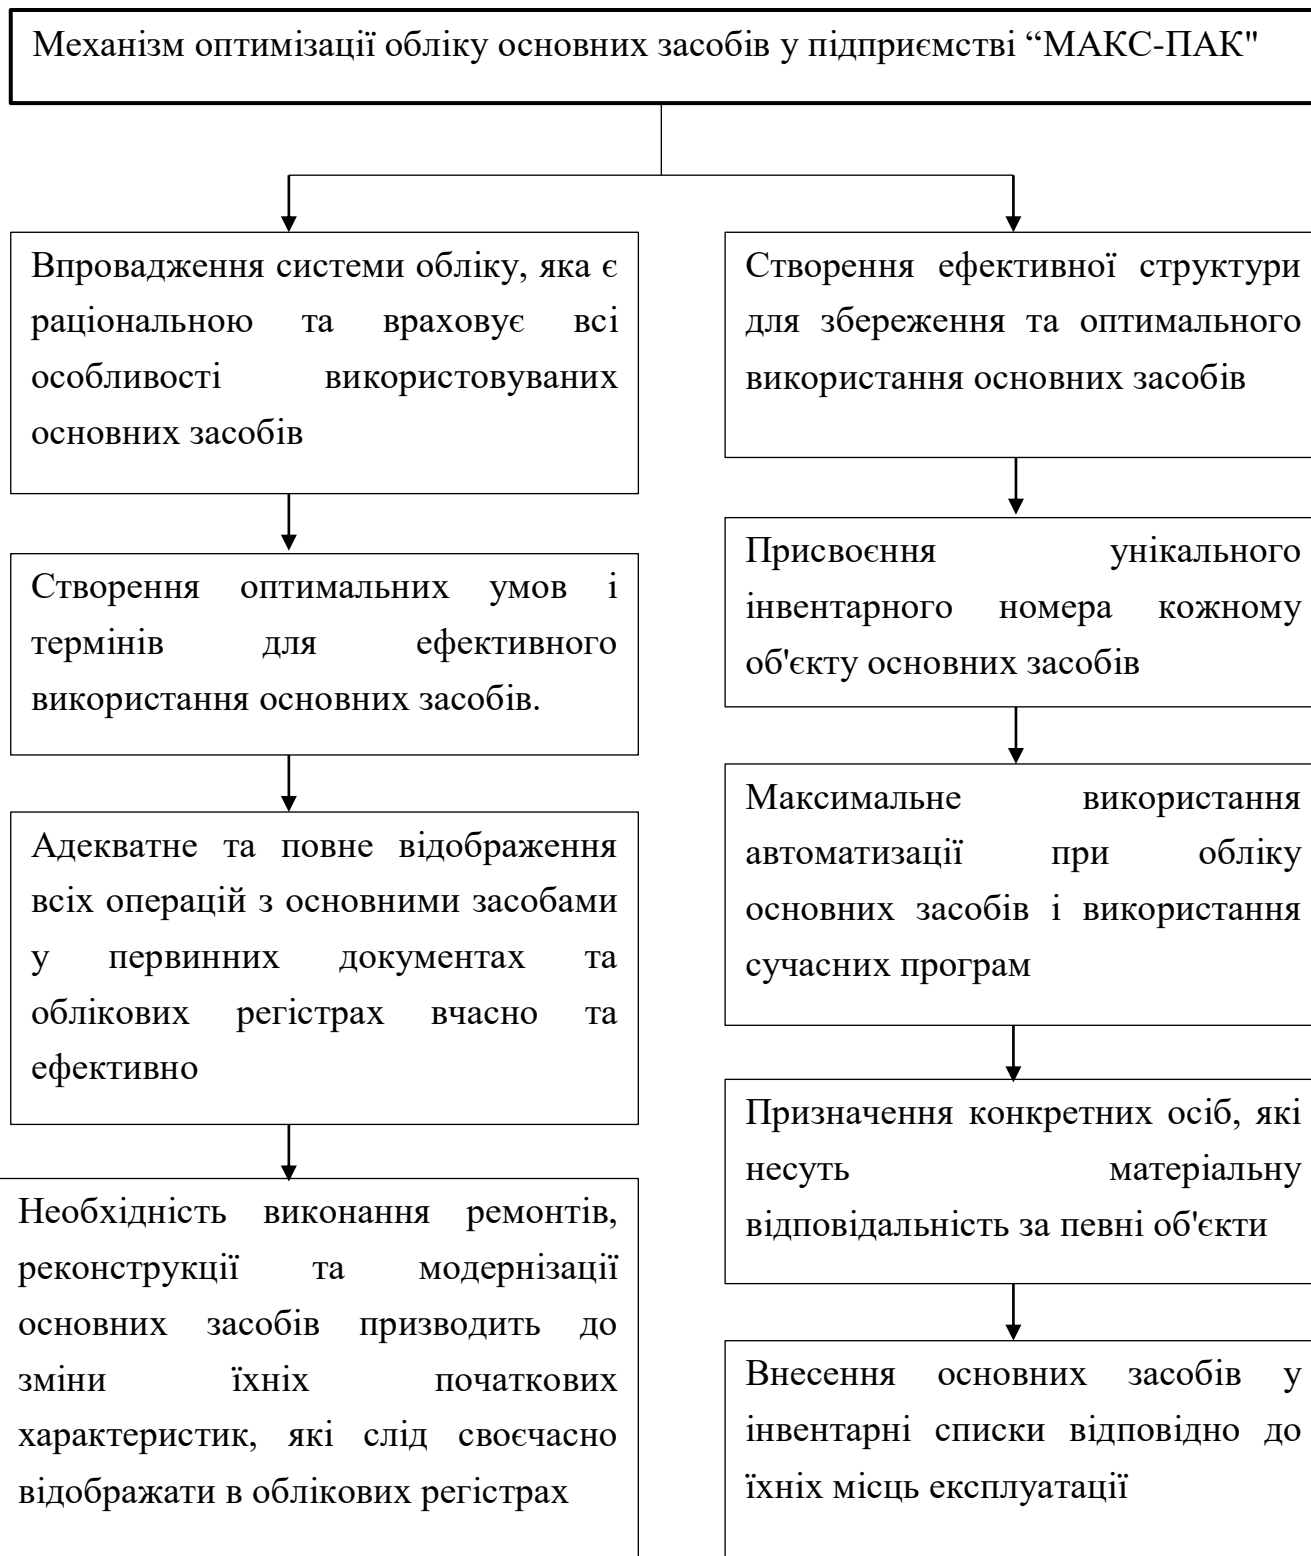 Механізм оптимізації обліку основних засобів у підприємстві “МАКС-ПАК"
Впровадження системи обліку, яка є
раціональною та враховує всі
особливості використовуваних
основних засобів
Створення оптимальних умов і
термінів для ефективного
використання основних засобів.
Адекватне та повне відображення
всіх операцій з основними засобами
у первинних документах та
облікових регістрах вчасно та
ефективно
Необхідність виконання ремонтів,
реконструкції та модернізації
основних засобів призводить до
зміни їхніх початкових
характеристик, які слід своєчасно
відображати в облікових регістрах
Створення ефективної структури
для збереження та оптимального
використання основних засобів
Присвоєння унікального
інвентарного номера кожному
об'єкту основних засобів
Максимальне використання
автоматизації при обліку
основних засобів і використання
сучасних програм
Призначення конкретних осіб, які
несуть матеріальну
відповідальність за певні об'єкти
Внесення основних засобів у
інвентарні списки відповідно до
їхніх місць експлуатації